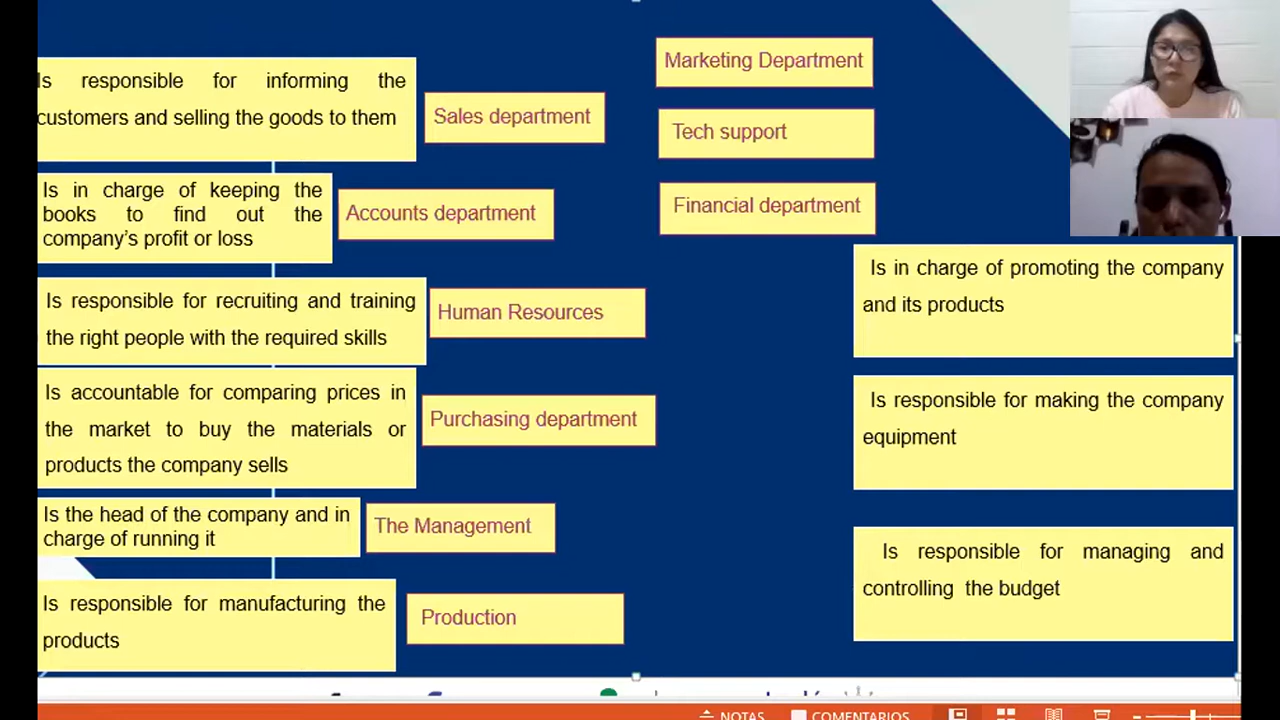 Is responsible for informing the
customers and selling the goods to them
Sales department
Is in charge of keeping the
books to find out the
company's profit or loss
Accounts department
Is responsible for recruiting and training
the right people with the required skills
Human Resources
Is accountable for comparing prices in
the market to buy the materials or
products the company sells
Purchasing department
Is the head of the company and in
charge of running it
The Management
Is responsible for manufacturing the
products
Production
Marketing Department
Tech support
Financial department
Is in charge of promoting the company
and its products
Is responsible for making the company
equipment
Is responsible for managing and
controlling the budget
NOTAS
COMENTARIOS